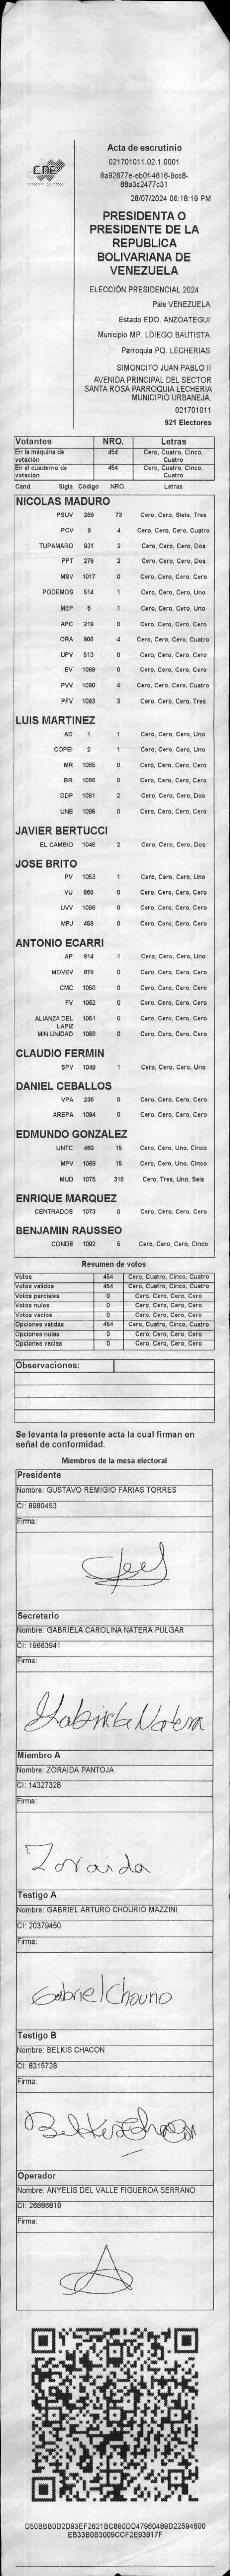 CNE
Acta de escrutinio
021701011.02.1.0001
6a92677e-eb0f-4616-9cc8-
88a3c2477c31
28/07/2024 06:18:19 PM
PRESIDENTA O
PRESIDENTE DE LA
REPUBLICA
BOLIVARIANA DE
VENEZUELA
ELECCIÓN PRESIDENCIAL 2024
País VENEZUELA
Estado EDO. ANZOATEGUI
Municipio MP. LDIEGO BAUTISTA
Parroquia PQ. LECHERIAS
SIMONCITO JUAN PABLO II
AVENIDA PRINCIPAL DEL SECTOR
SANTA ROSA PARROQUIA LECHERIA
MUNICIPIO URBANEJA.
021701011
921 Electores
Votantes NRO. Letras
En la máquina de votación 454 Cero, Cuatro, Cinco, Cuatro
En el cuaderno de votación 454 Cero, Cuatro, Cinco, Cuatro
Cand. Sigla Código NRO. Letras
NICOLAS MADURO
PSUV 269 73 Cero, Cero, Siete, Tres
PCV 9 4 Cero, Cero, Cero, Cuatro
TUPAMARO 931 2 Cero, Cero, Cero, Dos
PPT 276 2 Cero, Cero, Cero, Dos
MSV 1017 0 Cero, Cero, Cero, Cero
PODEMOS 514 1 Cero, Cero, Cero, Uno
MEP 6 1 Cero, Cero, Cero, Uno
APC 219 0 Cero, Cero, Cero, Cero
ORA 906 4 Cero, Cero, Cero, Cuatro
UPV 513 0 Cero, Cero, Cero, Cero
EV 1089 0 Cero, Cero, Cero, Cero
PVV 1090 4 Cero, Cero, Cero, Cuatro
PFV 1093 3 Cero, Cero, Cero, Tres
LUIS MARTINEZ
AD 1 1 Cero, Cero, Cero, Uno
COPEI 2 1 Cero, Cero, Cero, Uno
MR 1065 0 Cero, Cero, Cero, Cero
BR 1066 0 Cero, Cero, Cero, Cero
DDP 1091 2 Cero, Cero, Cero, Dos
UNE 1095 0 Cero, Cero, Cero, Cero
JAVIER BERTUCCI
EL CAMBIO 1048 2 Cero, Cero, Cero, Dos
JOSE BRITO
PV 1053 1 Cero, Cero, Cero, Uno
VU 868 0 Cero, Cero, Cero, Cero
UVV 1096 0 Cero, Cero, Cero, Cero
MPJ 458 0 Cero, Cero, Cero, Cero
ANTONIO ECARRI
AP 814 1 Cero, Cero, Cero, Uno
MOVEV 979 0 Cero, Cero, Cero, Cero
CMC 1050 0 Cero, Cero, Cero, Cero
FV 1062 0 Cero, Cero, Cero, Cero
ALIANZA DEL LAPIZ 1051 0 Cero, Cero, Cero, Cero
MIN UNIDAD 1068 0 Cero, Cero, Cero, Cero
CLAUDIO FERMIN
SPV 1049 1 Cero, Cero, Cero, Uno
DANIEL CEBALLOS
VPA 236 0 Cero, Cero, Cero, Cero
AREPA 1094 0 Cero, Cero, Cero, Cero
EDMUNDO GONZALEZ
UNTC 460 15 Cero, Cero, Uno, Cinco
MPV 1069 15 Cero, Cero, Uno, Cinco
MUD 1075 316 Cero, Tres, Uno, Seis
ENRIQUE MARQUEZ
CENTRADOS 1073 0 Cero, Cero, Cero, Cero
BENJAMIN RAUSSEO
CONDE 1092 5 Cero, Cero, Cero, Cinco
Resumen de votos
Votos 454 Cero, Cuatro, Cinco, Cuatro
Votos validos 454 Cero, Cuatro, Cinco, Cuatro
Votos parciales 0 Cero, Cero, Cero, Cero
Votos nulos 0 Cero, Cero, Cero, Cero
Votos vacios 0 Cero, Cero, Cero, Cero
Opciones validas 454 Cero, Cuatro, Cinco, Cuatro
Opciones nulas 0 Cero, Cero, Cero, Cero
Opciones vacias 0 Cero, Cero, Cero, Cero
Observaciones:
Se levanta la presente acta la cual firman en
señal de conformidad.
Miembros de la mesa electoral
Presidente
Nombre: GUSTAVO REMIGIO FARIAS TORRES
CI: 8980453
Firma:
Secretario
Nombre: GABRIELA CAROLINA NATERA PULGAR
CI: 19663941
Firma:
Gabriela Natera
Miembro A
Nombre: ZORAIDA PANTOJA
CI: 14327328
Firma:
Zoraida
Testigo A
Nombre: GABRIEL ARTURO CHOURIO MAZZINI
CI: 20379450
Firma:
Gabriel Chourio
Testigo B
Nombre: BELKIS CHACON
CI: 8315728
Firma:
Belkis Chacon
Operador
Nombre: ANYELIS DEL VALLE FIGUEROA SERRANO
CI: 26886818
Firma:
D50BBB0D2D93EF2621BC890DD47960489D22594600
EB33B0B3009CCF2E93917F